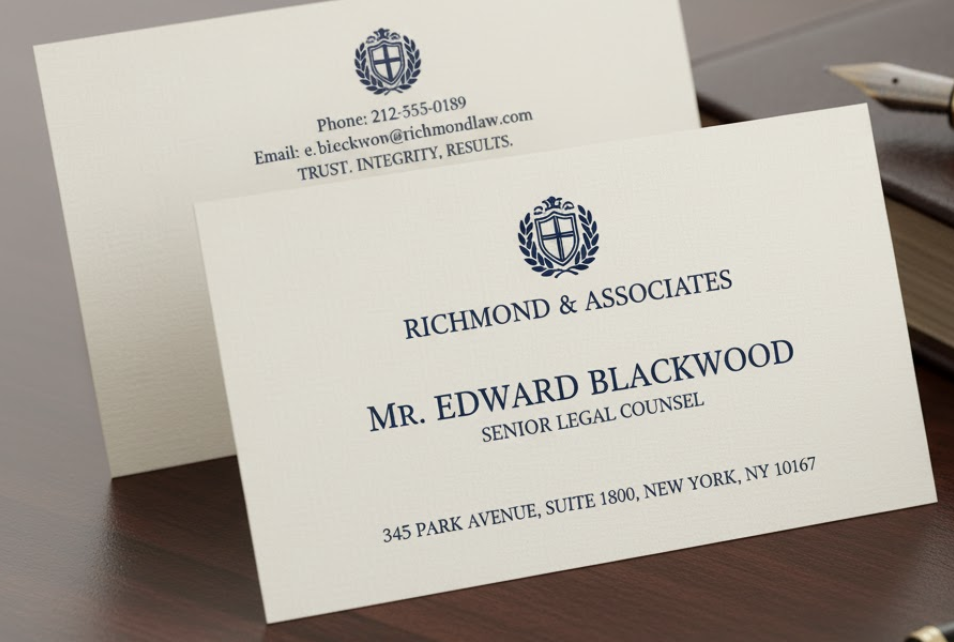 Phone: 212-555-0189
Email: e.bieckwon@richmondlaw.com
TRUST. INTEGRITY, RESULTS.
RICHMOND & ASSOCIATES
Mr. EDWARD BLACKWOOD
SENIOR LEGAL COUNSEL
345 PARK AVENUE, SUITE 1800, NEW YORK, NY 10167